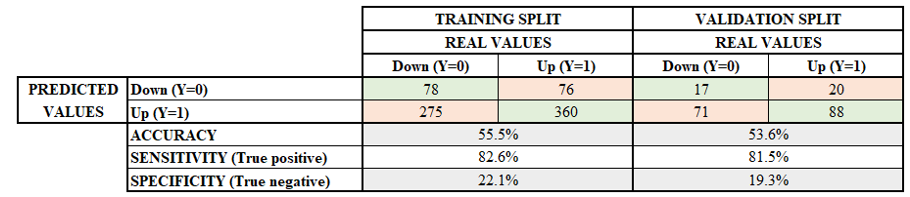 TRAINING SPLIT VALIDATION SPLIT
REAL VALUES REAL VALUES
Down (Y=0) Up (Y=1) Down (Y=0) Up (Y=1)
PREDICTED Down (Y=0) 78 76 17 20
VALUES Up (Y=1) 275 360 71 88
ACCURACY 55.5% 53.6%
SENSITIVITY (True positive) 82.6% 81.5%
SPECIFICITY (True negative) 22.1% 19.3%